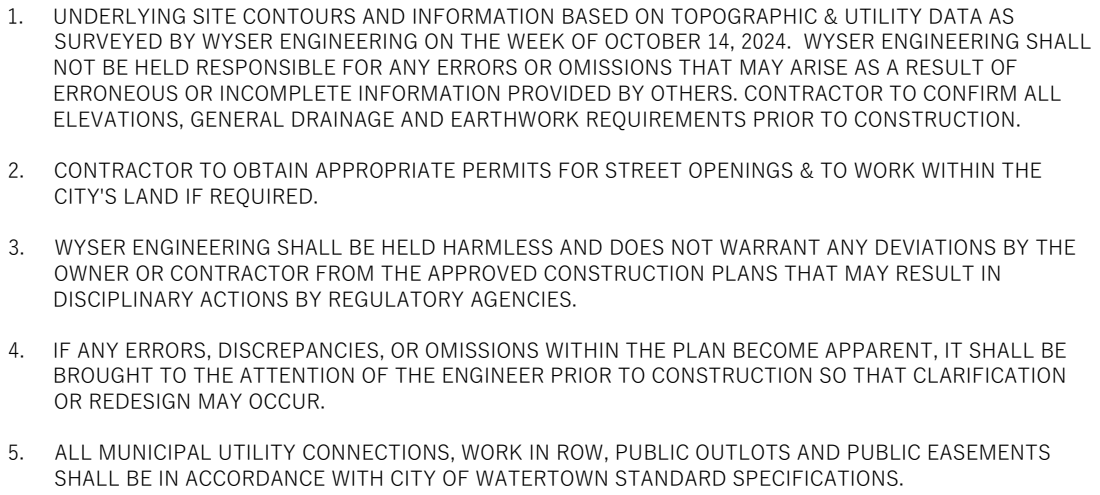 1. UNDERLYING SITE CONTOURS AND INFORMATION BASED ON TOPOGRAPHIC & UTILITY DATA AS
SURVEYED BY WYSER ENGINEERING ON THE WEEK OF OCTOBER 14, 2024.  WYSER ENGINEERING SHALL
NOT BE HELD RESPONSIBLE FOR ANY ERRORS OR OMISSIONS THAT MAY ARISE AS A RESULT OF
ERRONEOUS OR INCOMPLETE INFORMATION PROVIDED BY OTHERS. CONTRACTOR TO CONFIRM ALL
ELEVATIONS, GENERAL DRAINAGE AND EARTHWORK REQUIREMENTS PRIOR TO CONSTRUCTION.
2. CONTRACTOR TO OBTAIN APPROPRIATE PERMITS FOR STREET OPENINGS & TO WORK WITHIN THE
CITY'S LAND IF REQUIRED.
3. WYSER ENGINEERING SHALL BE HELD HARMLESS AND DOES NOT WARRANT ANY DEVIATIONS BY THE
OWNER OR CONTRACTOR FROM THE APPROVED CONSTRUCTION PLANS THAT MAY RESULT IN
DISCIPLINARY ACTIONS BY REGULATORY AGENCIES.
4. IF ANY ERRORS, DISCREPANCIES, OR OMISSIONS WITHIN THE PLAN BECOME APPARENT, IT SHALL BE
BROUGHT TO THE ATTENTION OF THE ENGINEER PRIOR TO CONSTRUCTION SO THAT CLARIFICATION
OR REDESIGN MAY OCCUR.
5. ALL MUNICIPAL UTILITY CONNECTIONS, WORK IN ROW, PUBLIC OUTLOTS AND PUBLIC EASEMENTS
SHALL BE IN ACCORDANCE WITH CITY OF WATERTOWN STANDARD SPECIFICATIONS.